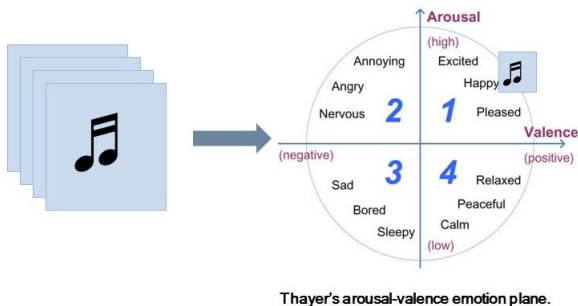 Arousal
(high)
Annoying
Excited
Angry
Happy
Nervous
2
1
Pleased
Valence
(negative)
(positive)
3
4
Sad
Relaxed
Bored
Peaceful
Sleepy
Calm
(low)
Thayer's arousal-valence emotion plane.